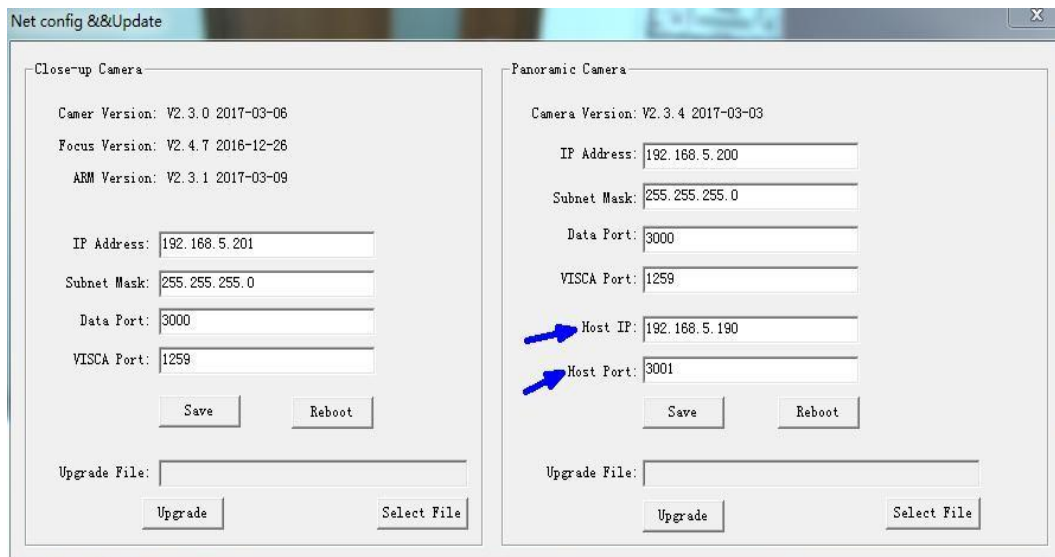 Net config &&Update
X
Close-up Camera
Camer Version: V2.3.0 2017-03-06
Focus Version: V2.4.7 2016-12-26
ARM Version: V2.3.1 2017-03-09
IP Address: 192.168.5.201
Subnet Mask: 255.255.255.0
Data Port: 3000
VISCA Port: 1259
Save Reboot
Upgrade File:
Upgrade Select File
Panoramic Camera
Camera Version: V2.3.4 2017-03-03
IP Address: 192.168.5.200
Subnet Mask: 255.255.255.0
Data Port: 3000
VISCA Port: 1259
Host IP: 192.168.5.190
Host Port: 3001
Save Reboot
Upgrade File:
Upgrade Select File